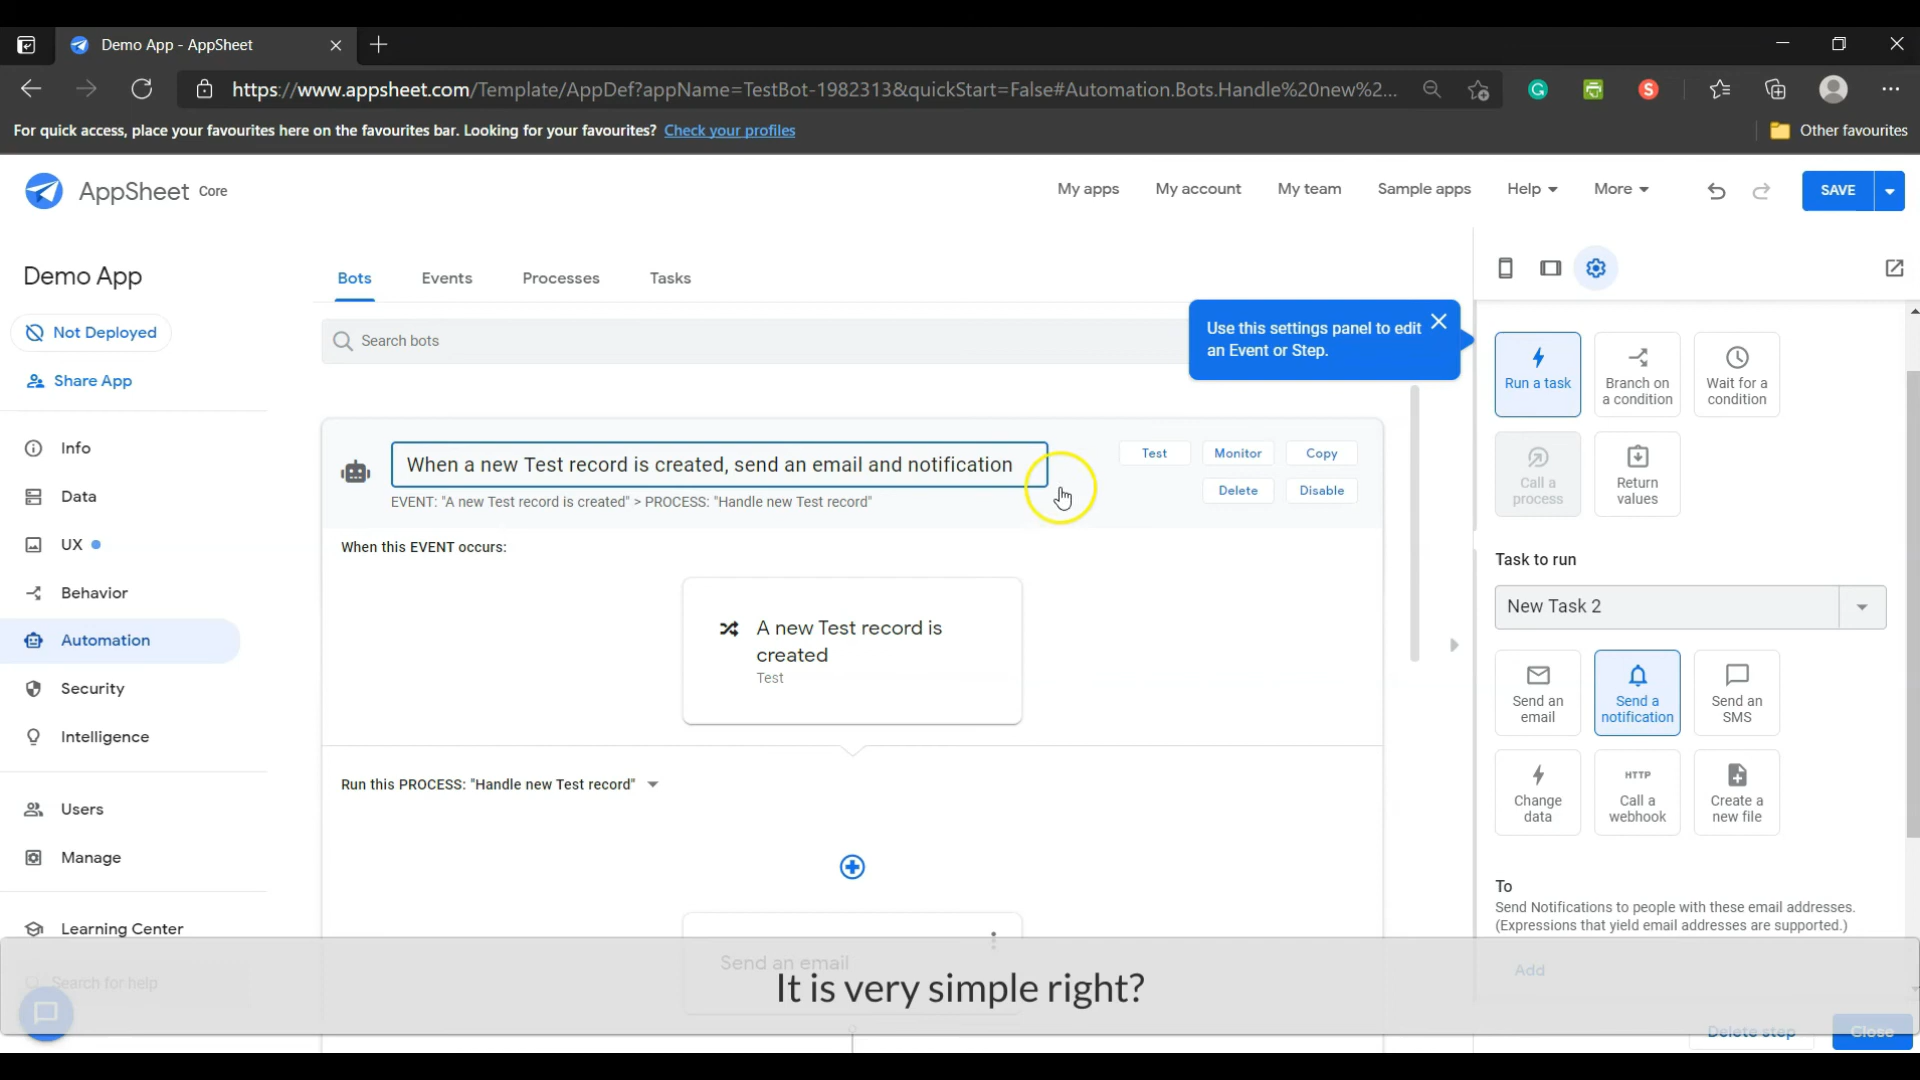 Demo App - AppSheet
https://www.appsheet.com/Template/AppDef?appName=TestBot-1982313&quickStart=False#Automation.Bots.Handle%20new%2...
For quick access, place your favourites here on the favourites bar. Looking for your favourites? Check your profiles
Other favourites
AppSheet Core
My apps
My account
My team
Sample apps
Help
More
SAVE
Demo App
Not Deployed
Share App
Info
Data
UX
Behavior
Automation
Security
Intelligence
Users
Manage
Learning Center
Search for help
Bots
Events
Processes
Tasks
Search bots
Use this settings panel to edit
an Event or Step.
When a new Test record is created, send an email and notification
EVENT: "A new Test record is created" > PROCESS: "Handle new Test record"
Test
Monitor
Copy
Delete
Disable
When this EVENT occurs:
A new Test record is
created
Test
Run this PROCESS: "Handle new Test record"
Send an email
Run a task
Branch on
a condition
Wait for a
condition
Call a
process
Return
values
Task to run
New Task 2
Send an
email
Send a
notification
Send an
SMS
Change
data
HTTP
Call a
webhook
Create a
new file
To
Send Notifications to people with these email addresses.
(Expressions that yield email addresses are supported.)
Add
Delete step
Close
It is very simple right?